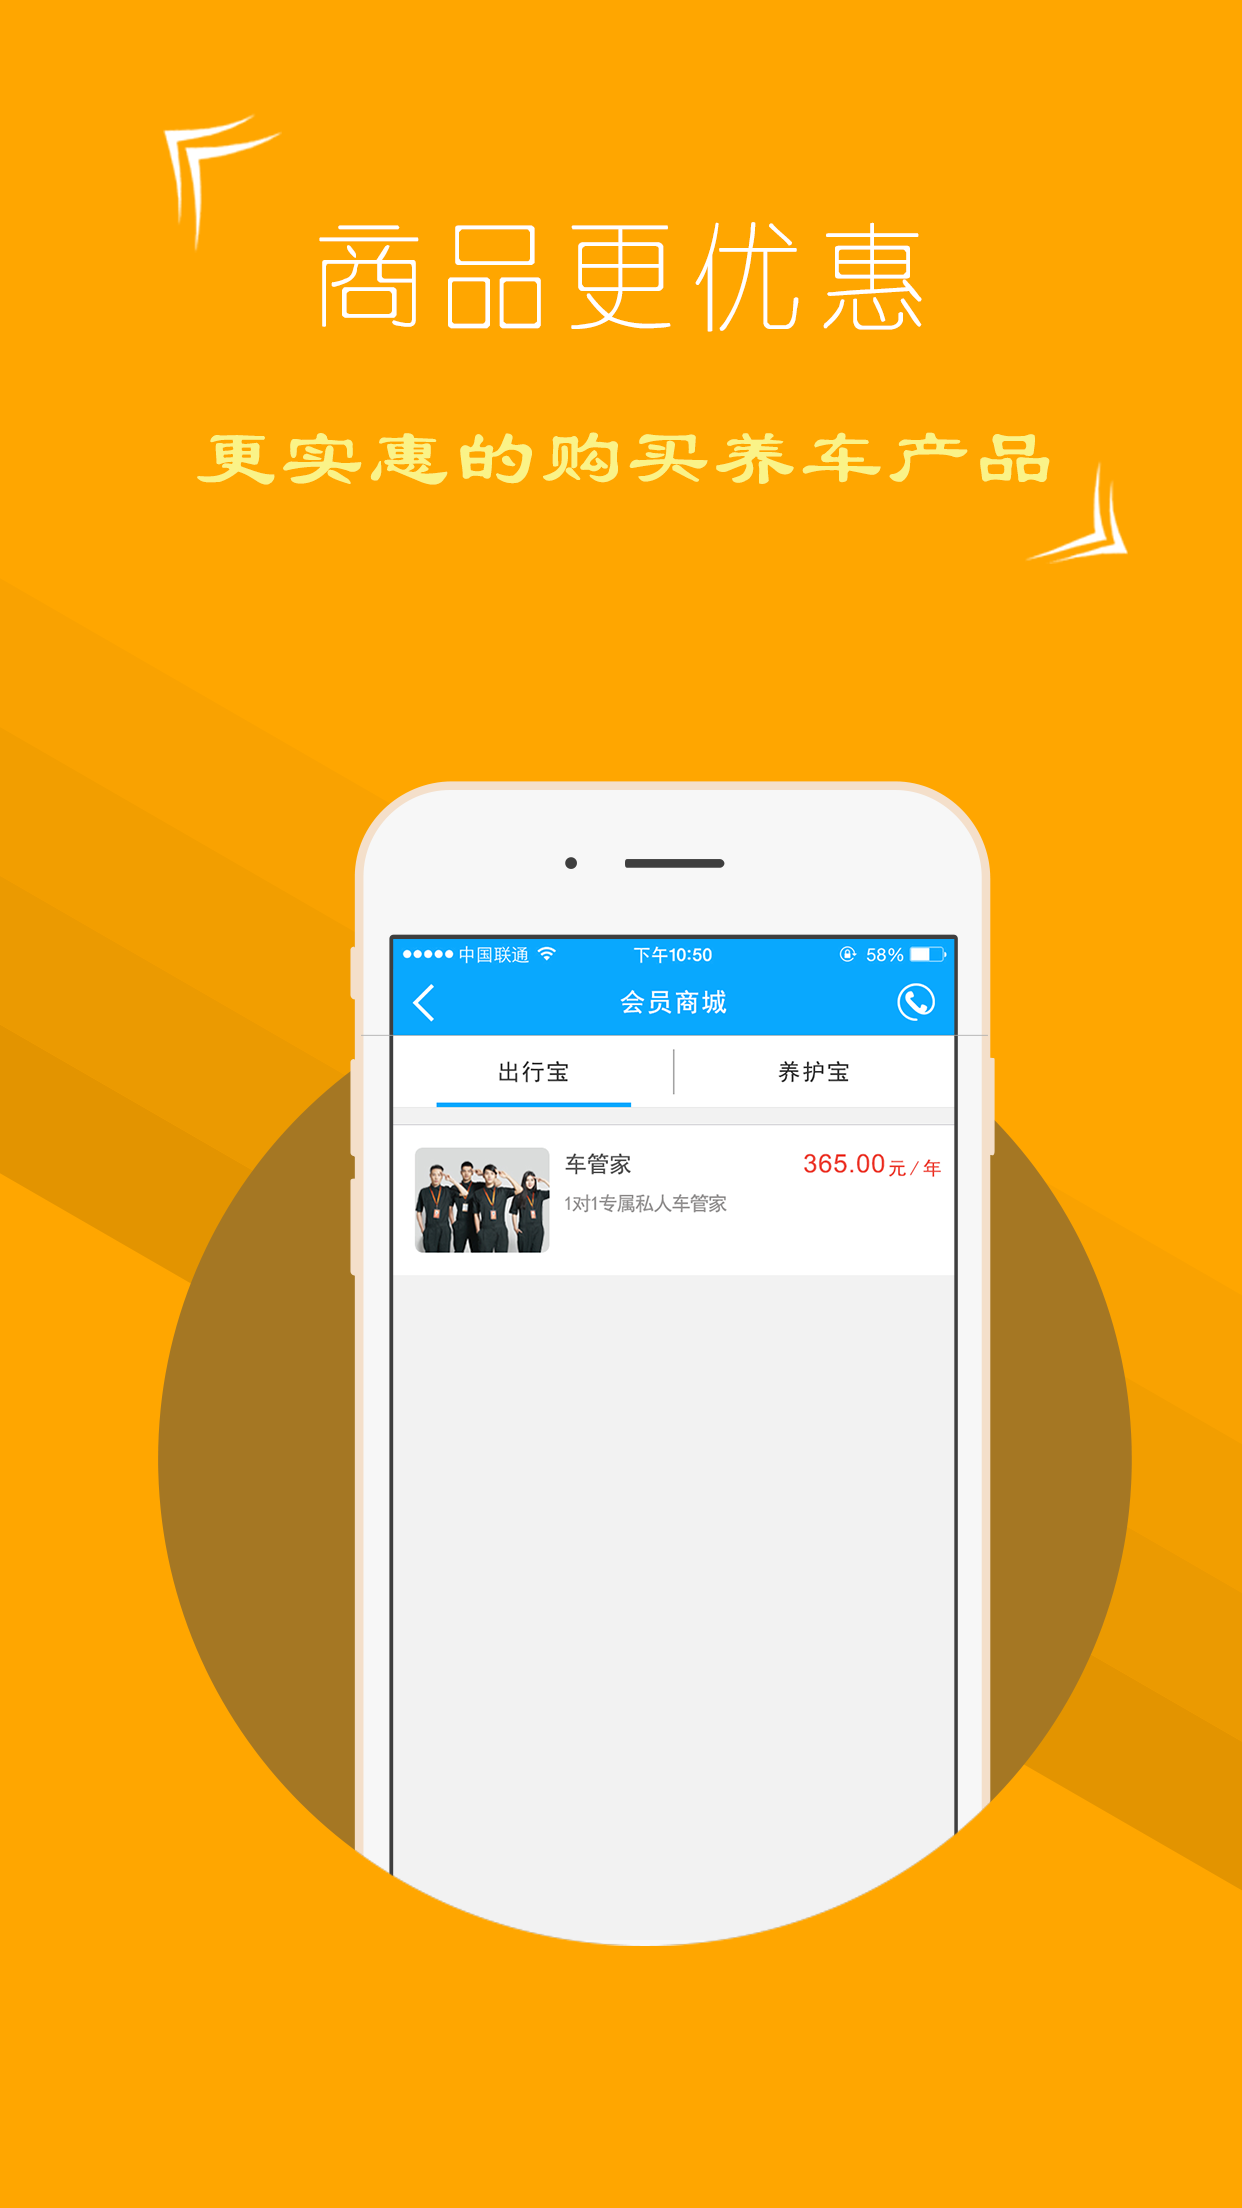 商品更优惠
更实惠的购买养车产品
中国联通 下午10:50 58%
会员商城
出行宝 养护宝
车管家 365.00元/年
1对1专属私人车管家